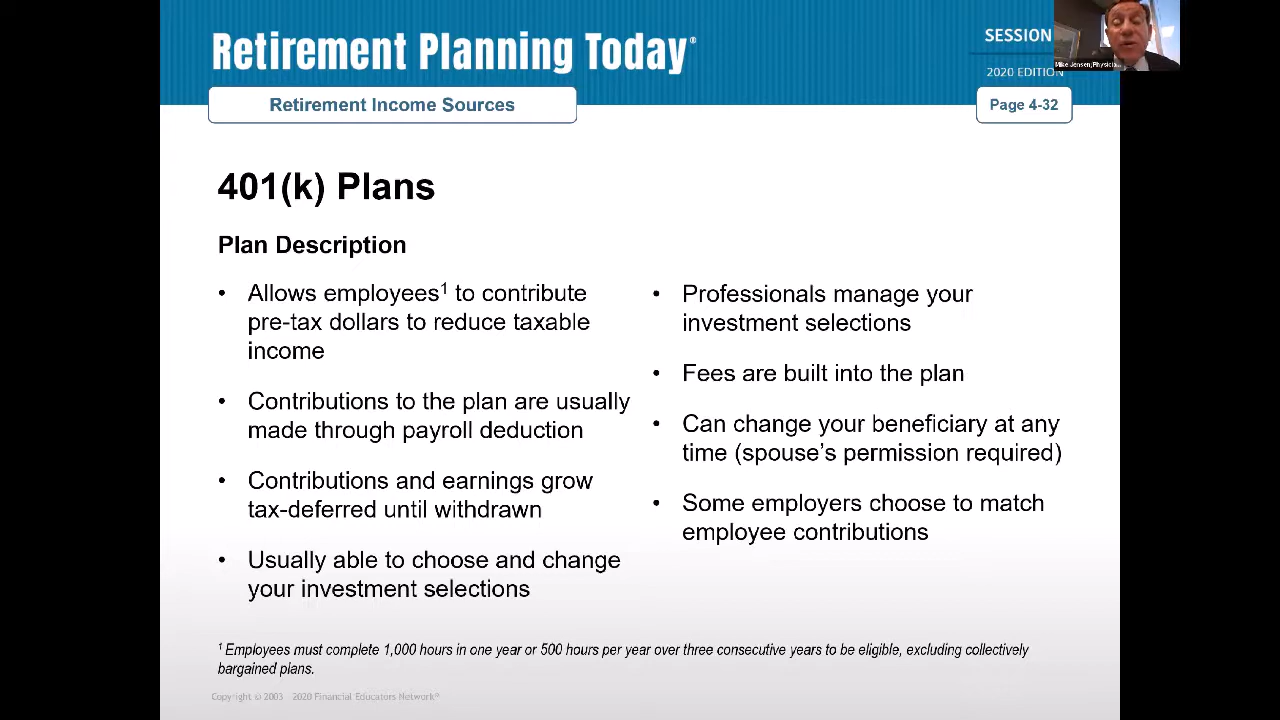 Retirement Planning Today®
SESSION
2020 EDITION
Mike Jensen, Physicia...
Retirement Income Sources
Page 4-32
401(k) Plans
Plan Description
• Allows employees¹ to contribute
pre-tax dollars to reduce taxable
income
• Contributions to the plan are usually
made through payroll deduction
• Contributions and earnings grow
tax-deferred until withdrawn
• Usually able to choose and change
your investment selections
• Professionals manage your
investment selections
• Fees are built into the plan
• Can change your beneficiary at any
time (spouse’s permission required)
• Some employers choose to match
employee contributions
¹ Employees must complete 1,000 hours in one year or 500 hours per year over three consecutive years to be eligible, excluding collectively
bargained plans.
Copyright © 2003 - 2020 Financial Educators Network®